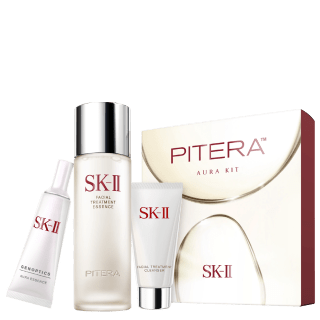 SK-II
GENOPTICS
AURA ESSENCE
SK-II
FACIAL
TREATMENT
ESSENCE
PITERA
SK-II
FACIAL TREATMENT
CLEANSER
PITERA™
AURA KIT
SK-II